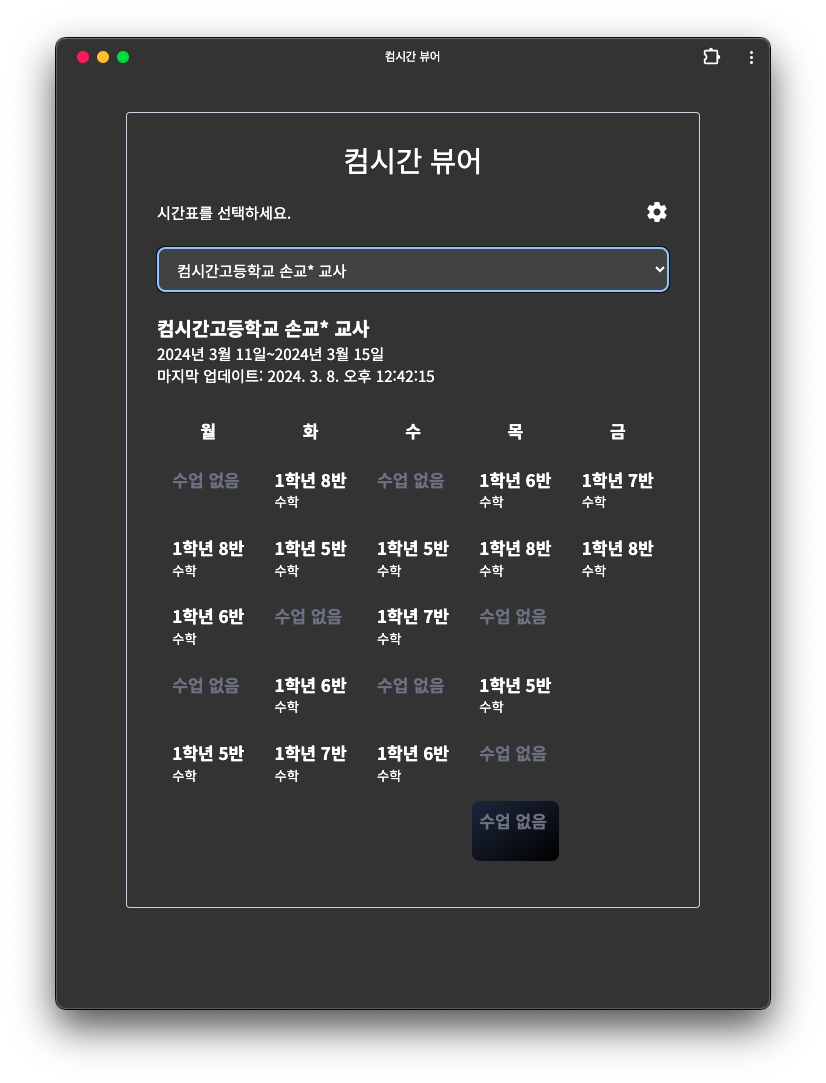 컴시간 뷰어
컴시간 뷰어
시간표를 선택하세요.
컴시간고등학교 손교* 교사
컴시간고등학교 손교* 교사
2024년 3월 11일~2024년 3월 15일
마지막 업데이트: 2024. 3. 8. 오후 12:42:15
월 화 수 목 금
수업 없음 1학년 8반 수업 없음 1학년 6반 1학년 7반
수학 수학 수학
1학년 8반 1학년 5반 1학년 5반 1학년 8반 1학년 8반
수학 수학 수학 수학 수학
1학년 6반 수업 없음 1학년 7반 수업 없음
수학 수학
수업 없음 1학년 6반 수업 없음 1학년 5반
수학 수학
1학년 5반 1학년 7반 1학년 6반 수업 없음
수학 수학 수학
수업 없음